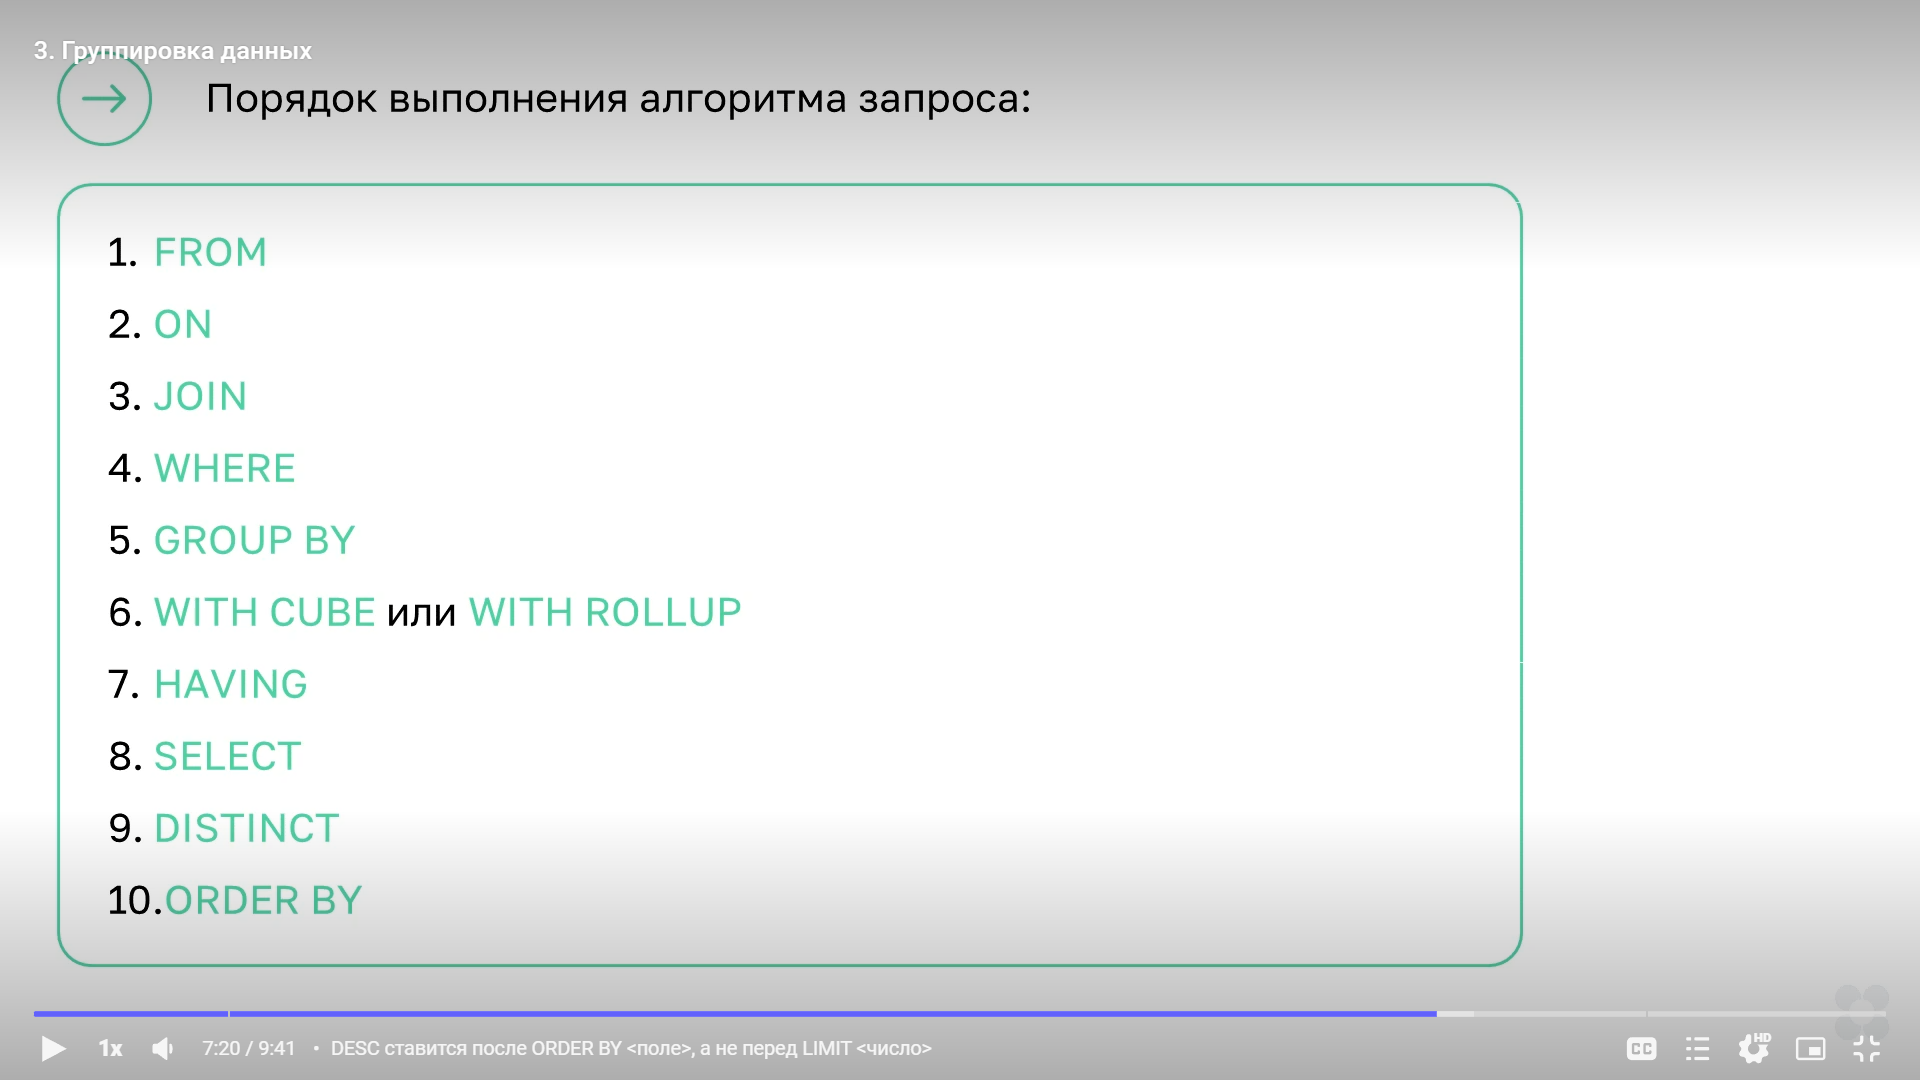 3. Группировка данных
Порядок выполнения алгоритма запроса:
1. FROM
2. ON
3. JOIN
4. WHERE
5. GROUP BY
6. WITH CUBE или WITH ROLLUP
7. HAVING
8. SELECT
9. DISTINCT
10.ORDER BY
1x 7:20 / 9:41 • DESC ставится после ORDER BY <поле>, а не перед LIMIT <число> CC HD